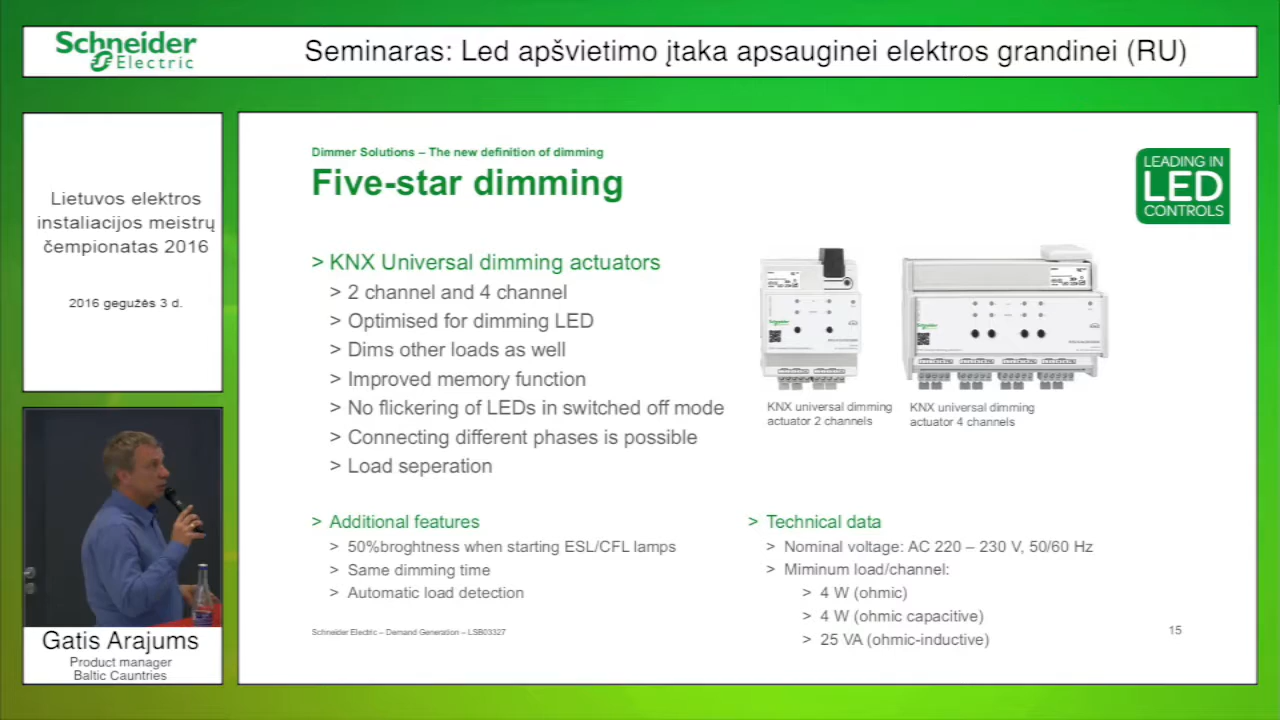 Schneider
Electric
Seminaras: Led apšvietimo įtaka apsauginei elektros grandinei (RU)
Lietuvos elektros
instaliacijos meistrų
čempionatas 2016
2016 gegužės 3 d.
Gatis Arajums
Product manager
Baltic Cauntries
Dimmer Solutions – The new definition of dimming
Five-star dimming
LEADING IN
LED
CONTROLS
> KNX Universal dimming actuators
> 2 channel and 4 channel
> Optimised for dimming LED
> Dims other loads as well
> Improved memory function
> No flickering of LEDs in switched off mode
> Connecting different phases is possible
> Load seperation
Schneider
Schneider
KNX universal dimming
actuator 2 channels
KNX universal dimming
actuator 4 channels
> Additional features
> 50%broghtness when starting ESL/CFL lamps
> Same dimming time
> Automatic load detection
> Technical data
> Nominal voltage: AC 220 – 230 V, 50/60 Hz
> Miminum load/channel:
> 4 W (ohmic)
> 4 W (ohmic capacitive)
> 25 VA (ohmic-inductive)
Schneider Electric – Demand Generation – LSB03327
15